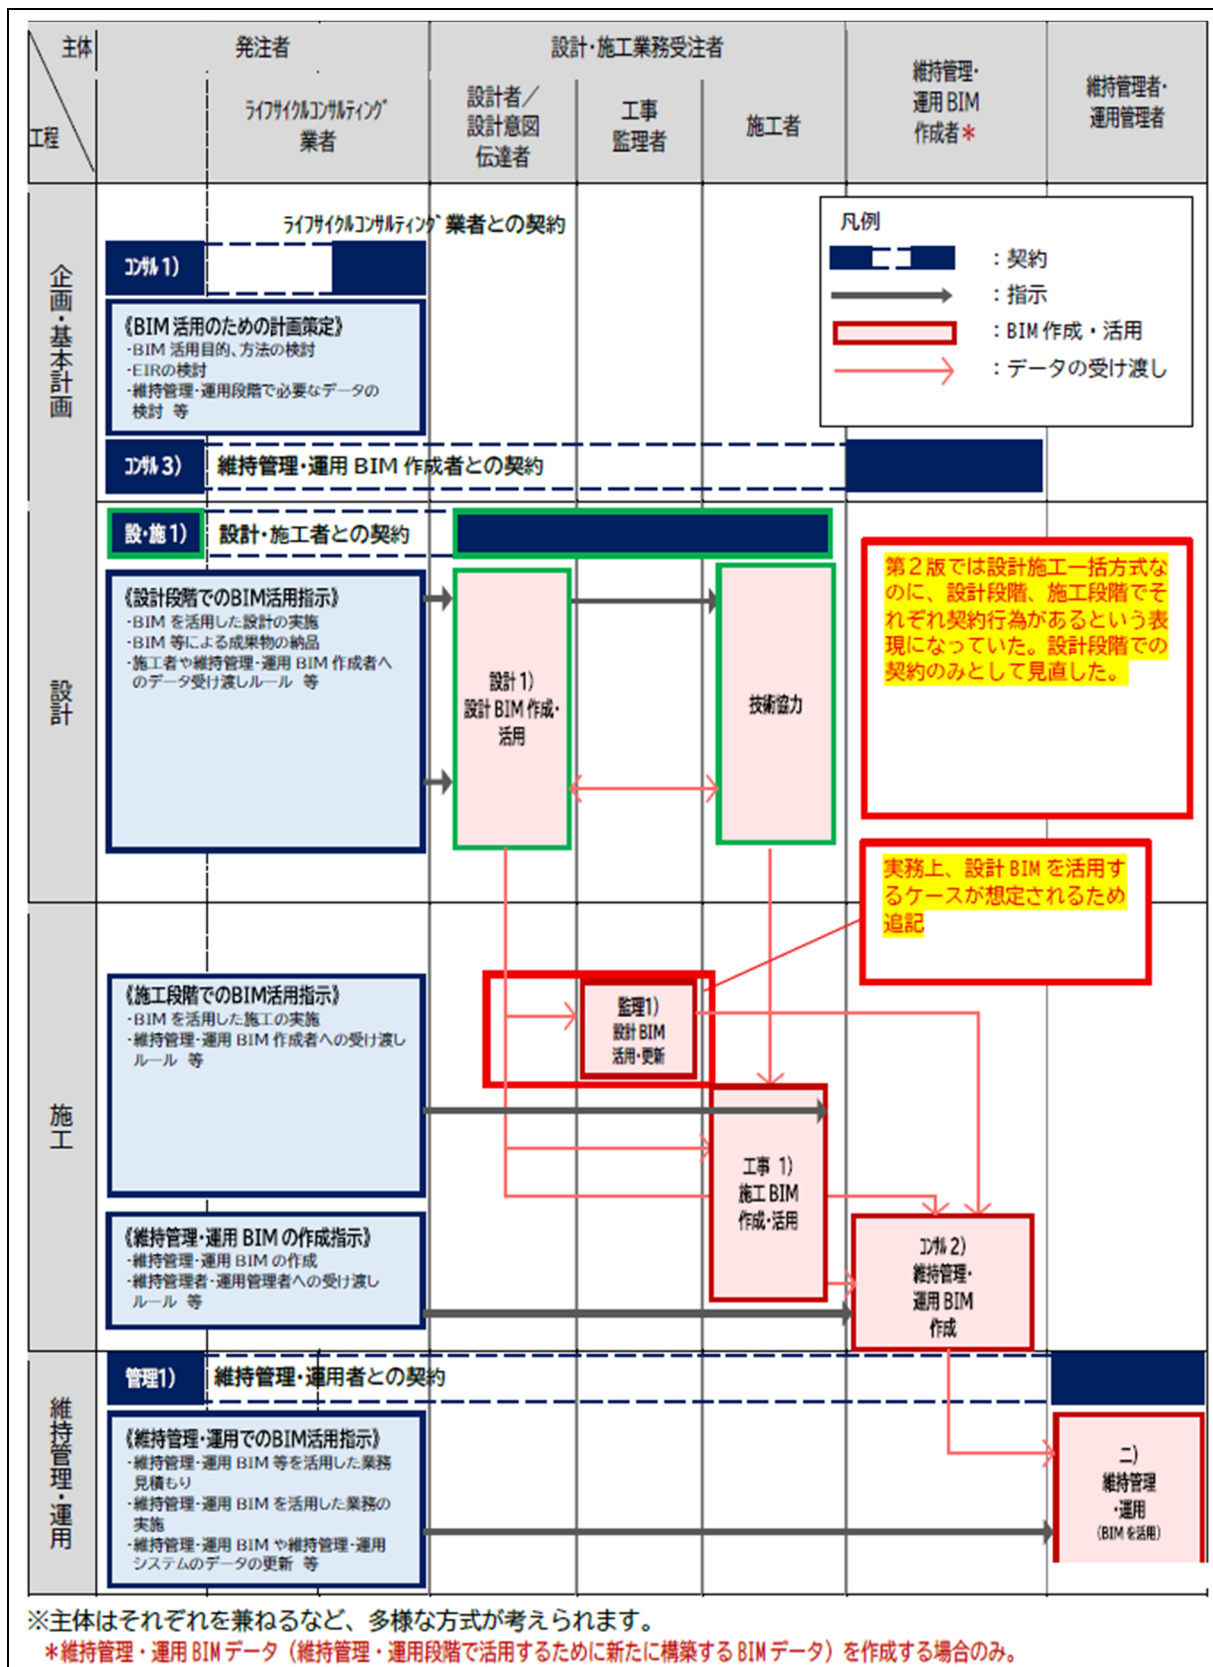 主体
工程
発注者
ライフサイクルコンサルティング
業者
設計・施工業務受注者
設計者／
設計意図
伝達者
工事
監理者
施工者
維持管理・
運用 BIM
作成者＊
維持管理者・
運用管理者
企画・基本計画
ライフサイクルコンサルティング 業者との契約
コンサル 1）
《BIM 活用のための計画策定》
・BIM 活用目的、方法の検討
・EIRの検討
・維持管理・運用段階で必要なデータの
検討 等
コンサル 3）
維持管理・運用 BIM 作成者との契約
凡例
：契約
：指示
：BIM 作成・活用
：データの受け渡し
設計
設・施 1）
設計・施工者との契約
《設計段階でのBIM活用指示》
・BIM を活用した設計の実施
・BIM 等による成果物の納品
・施工者や維持管理・運用 BIM 作成者へ
のデータ受け渡しルール 等
設計 1）
設計 BIM 作成・
活用
技術協力
第２版では設計施工一括方式な
のに、設計段階、施工段階でそ
れぞれ契約行為があるという表
現になっていた。設計段階での
契約のみとして見直した。
実務上、設計 BIM を活用す
るケースが想定されるため
追記
施工
《施工段階でのBIM活用指示》
・BIM を活用した施工の実施
・維持管理・運用 BIM 作成者への受け渡し
ルール 等
監理1）
設計 BIM
活用・更新
工事 1）
施工 BIM
作成・活用
《維持管理・運用 BIM の作成指示》
・維持管理・運用 BIM の作成
・維持管理者・運用管理者への受け渡し
ルール 等
コンサル 2）
維持管理・
運用 BIM
作成
維持管理・運用
管理1）
維持管理・運用者との契約
《維持管理・運用でのBIM活用指示》
・維持管理・運用 BIM 等を活用した業務
見積もり
・維持管理・運用 BIM を活用した業務の
実施
・維持管理・運用 BIM や維持管理・運用
システムのデータの更新 等
二）
維持管理
・運用
（BIM を活用）
※主体はそれぞれを兼ねるなど、多様な方式が考えられます。
＊維持管理・運用 BIM データ（維持管理・運用段階で活用するために新たに構築する BIM データ）を作成する場合のみ。